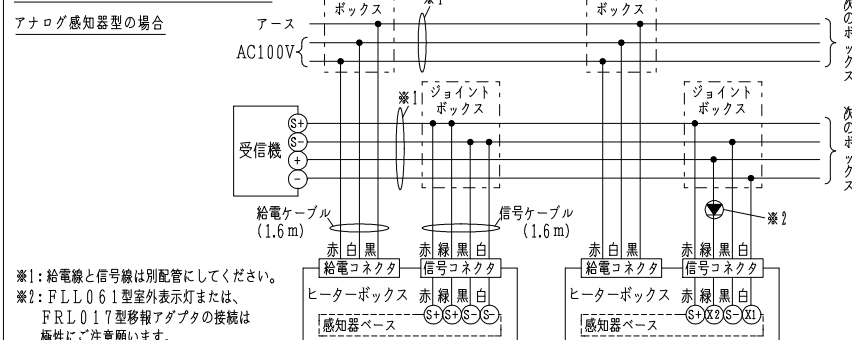 アナログ感知器型の場合
ボックス
※1
ボックス
アース
AC100V
次のボックス
ジョイント
ボックス
ジョイント
ボックス
※1
受信機
S+
S-
+
-
次のボックス
給電ケーブル
(1.6m)
信号ケーブル
(1.6m)
※2
赤 白 黒
赤 緑 黒 白
赤 白 黒
赤 緑 黒 白
給電コネクタ
信号コネクタ
給電コネクタ
信号コネクタ
ヒーターボックス
赤 緑 黒 白
ヒーターボックス
赤 緑 黒 白
S+ S+ S- S-
S+ X2 S- X1
感知器ベース
感知器ベース
※1:給電線と信号線は別配管にしてください。
※2:FLL061型室外表示灯または、
FRL017型移報アダプタの接続は
極性にご注意願います。